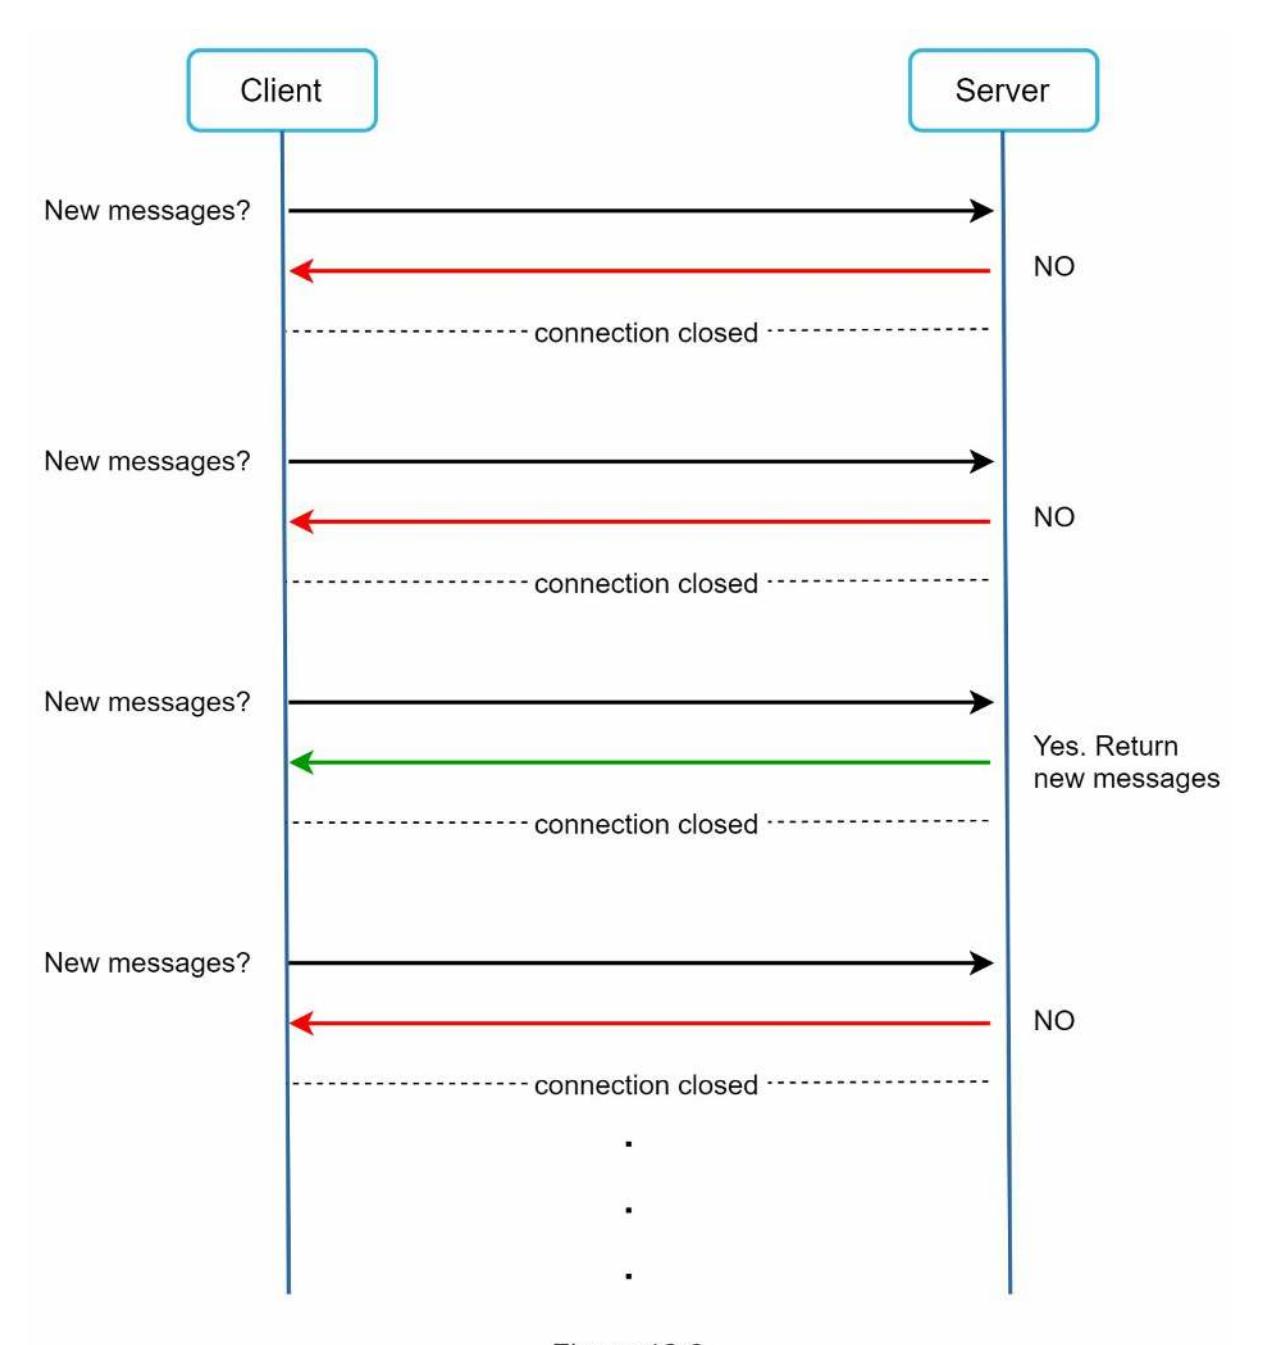 Client
Server
New messages?
NO
connection closed
New messages?
NO
connection closed
New messages?
Yes. Return
new messages
connection closed
New messages?
NO
connection closed